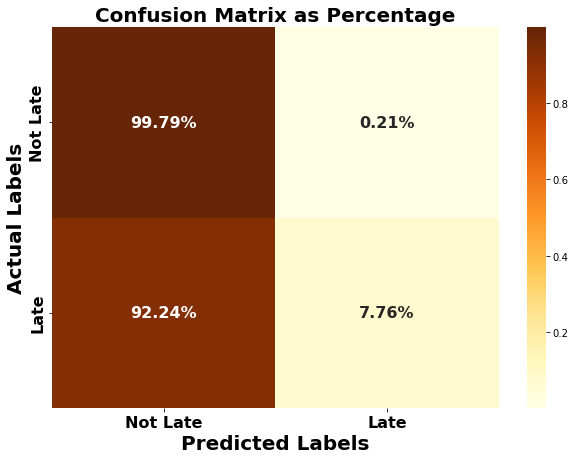 Confusion Matrix as Percentage
Actual Labels
Not Late
99.79%
0.21%
Late
92.24%
7.76%
Not Late
Late
Predicted Labels
0.8
0.6
0.4
0.2